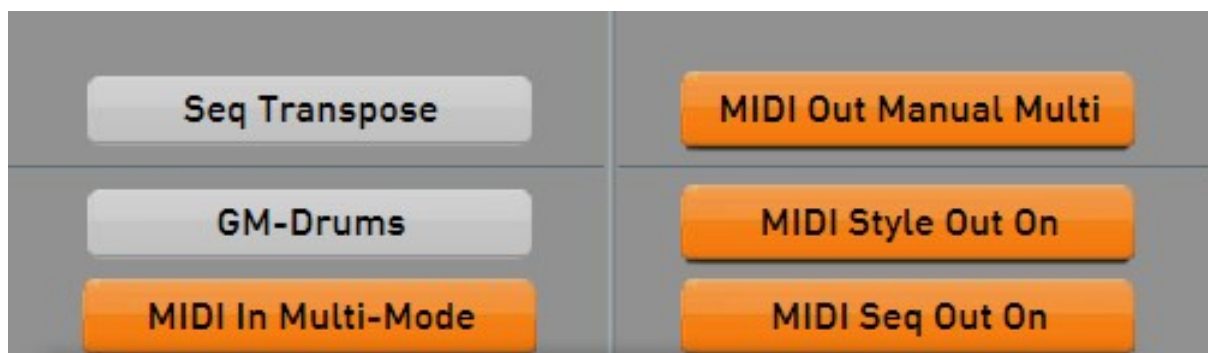 Seq Transpose
MIDI Out Manual Multi
GM-Drums
MIDI Style Out On
MIDI In Multi-Mode
MIDI Seq Out On